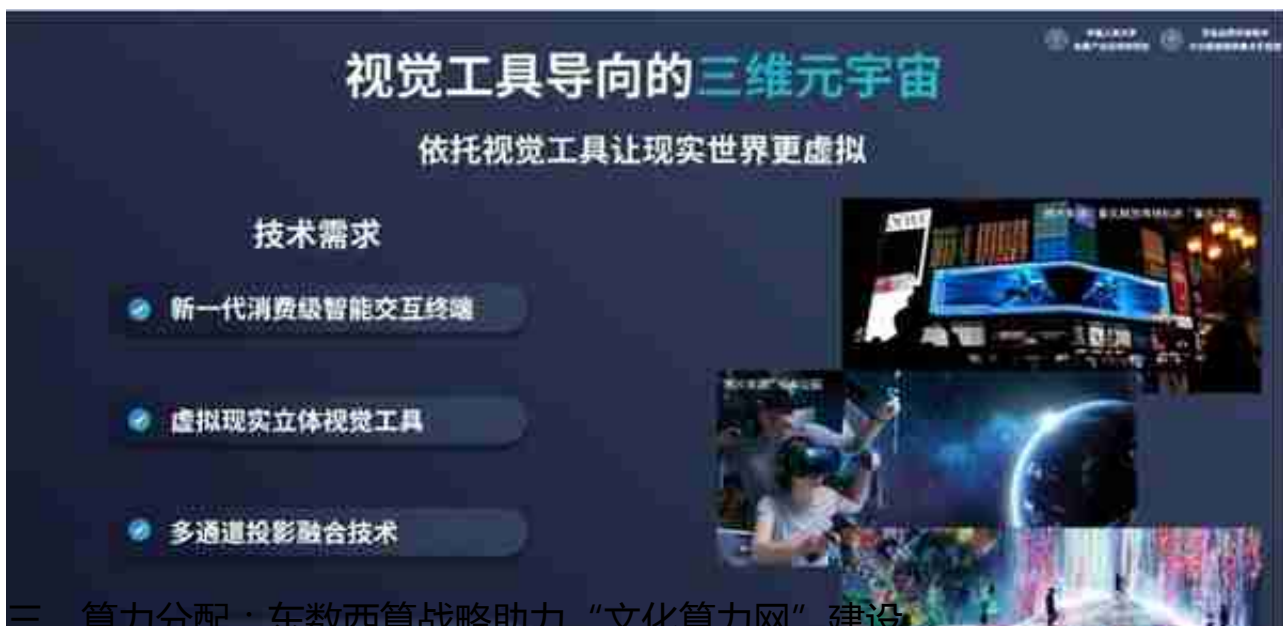 视觉工具导向的三维元宇宙
依托视觉工具让现实世界更虚拟
技术需求
新一代消费级智能交互终端
虚拟现实立体视觉工具
多通道投影融合技术
三、算力分配：东数西算战略助力“文化算力网”建设